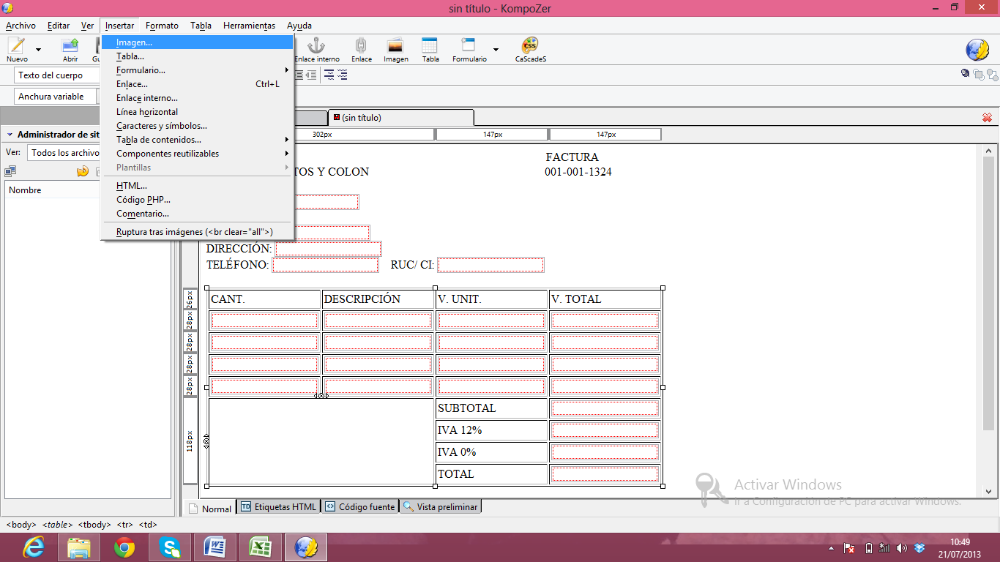 sin título - KompoZer
Archivo Editar Ver Insertar Formato Tabla Herramientas Ayuda
Nuevo Abrir Enlace interno Enlace Imagen Tabla Formulario CaScadeS
Imagen...
Tabla...
Formulario...
Enlace... Ctrl+L
Enlace interno...
Línea horizontal
Caracteres y símbolos...
Tabla de contenidos...
Componentes reutilizables
Plantillas
HTML...
Código PHP...
Comentario...
Ruptura tras imágenes (<br clear="all">)
Texto del cuerpo
Anchura variable
(sin título)
Administrador de sit
302px 147px 147px
Ver: Todos los archivo
Nombre
FACTURA
TOS Y COLON 001-001-1324
DIRECCIÓN:
TELÉFONO: RUC/ CI:
26px
28px
28px
28px
28px
118px
CANT. DESCRIPCIÓN V. UNIT. V. TOTAL
SUBTOTAL
IVA 12%
IVA 0%
TOTAL
Activar Windows
Ir a Configuración de PC para activar Windows.
Normal TD Etiquetas HTML Código fuente Vista preliminar
<body> <table> <tbody> <tr> <td>
10:49
21/07/2013